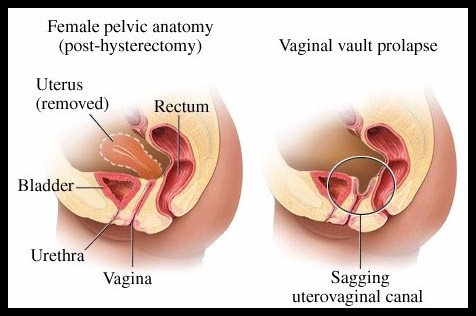 Female pelvic anatomy
(post-hysterectomy)
Vaginal vault prolapse
Uterus
(removed)
Rectum
Bladder
Urethra
Vagina
Sagging
uterovaginal canal